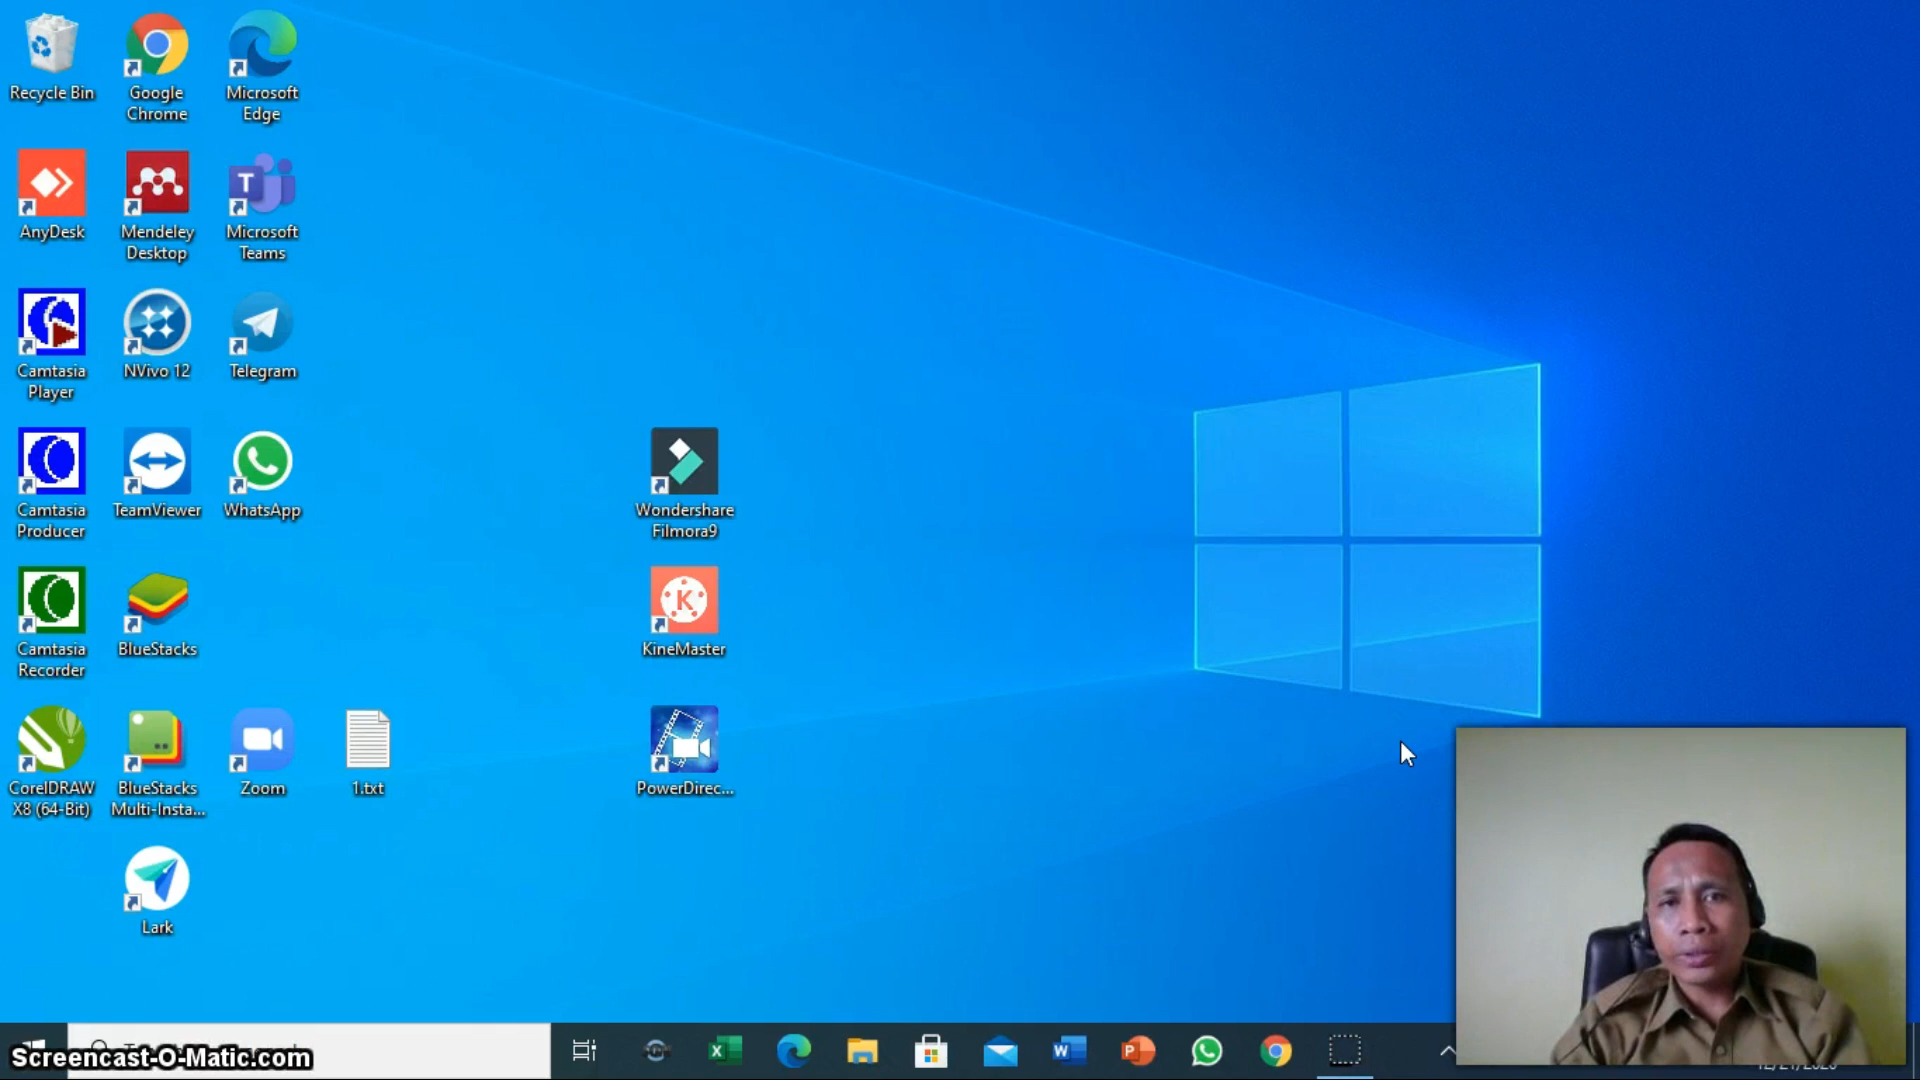 Recycle Bin
Google
Chrome
Microsoft
Edge
AnyDesk
Mendeley
Desktop
Microsoft
Teams
Camtasia
Player
NVivo 12
Telegram
Camtasia
Producer
TeamViewer
WhatsApp
Wondershare
Filmora9
Camtasia
Recorder
BlueStacks
KineMaster
CorelDRAW
X8 (64-Bit)
BlueStacks
Multi-Insta...
Zoom
1.txt
PowerDirec...
Lark
Screencast-O-Matic.com